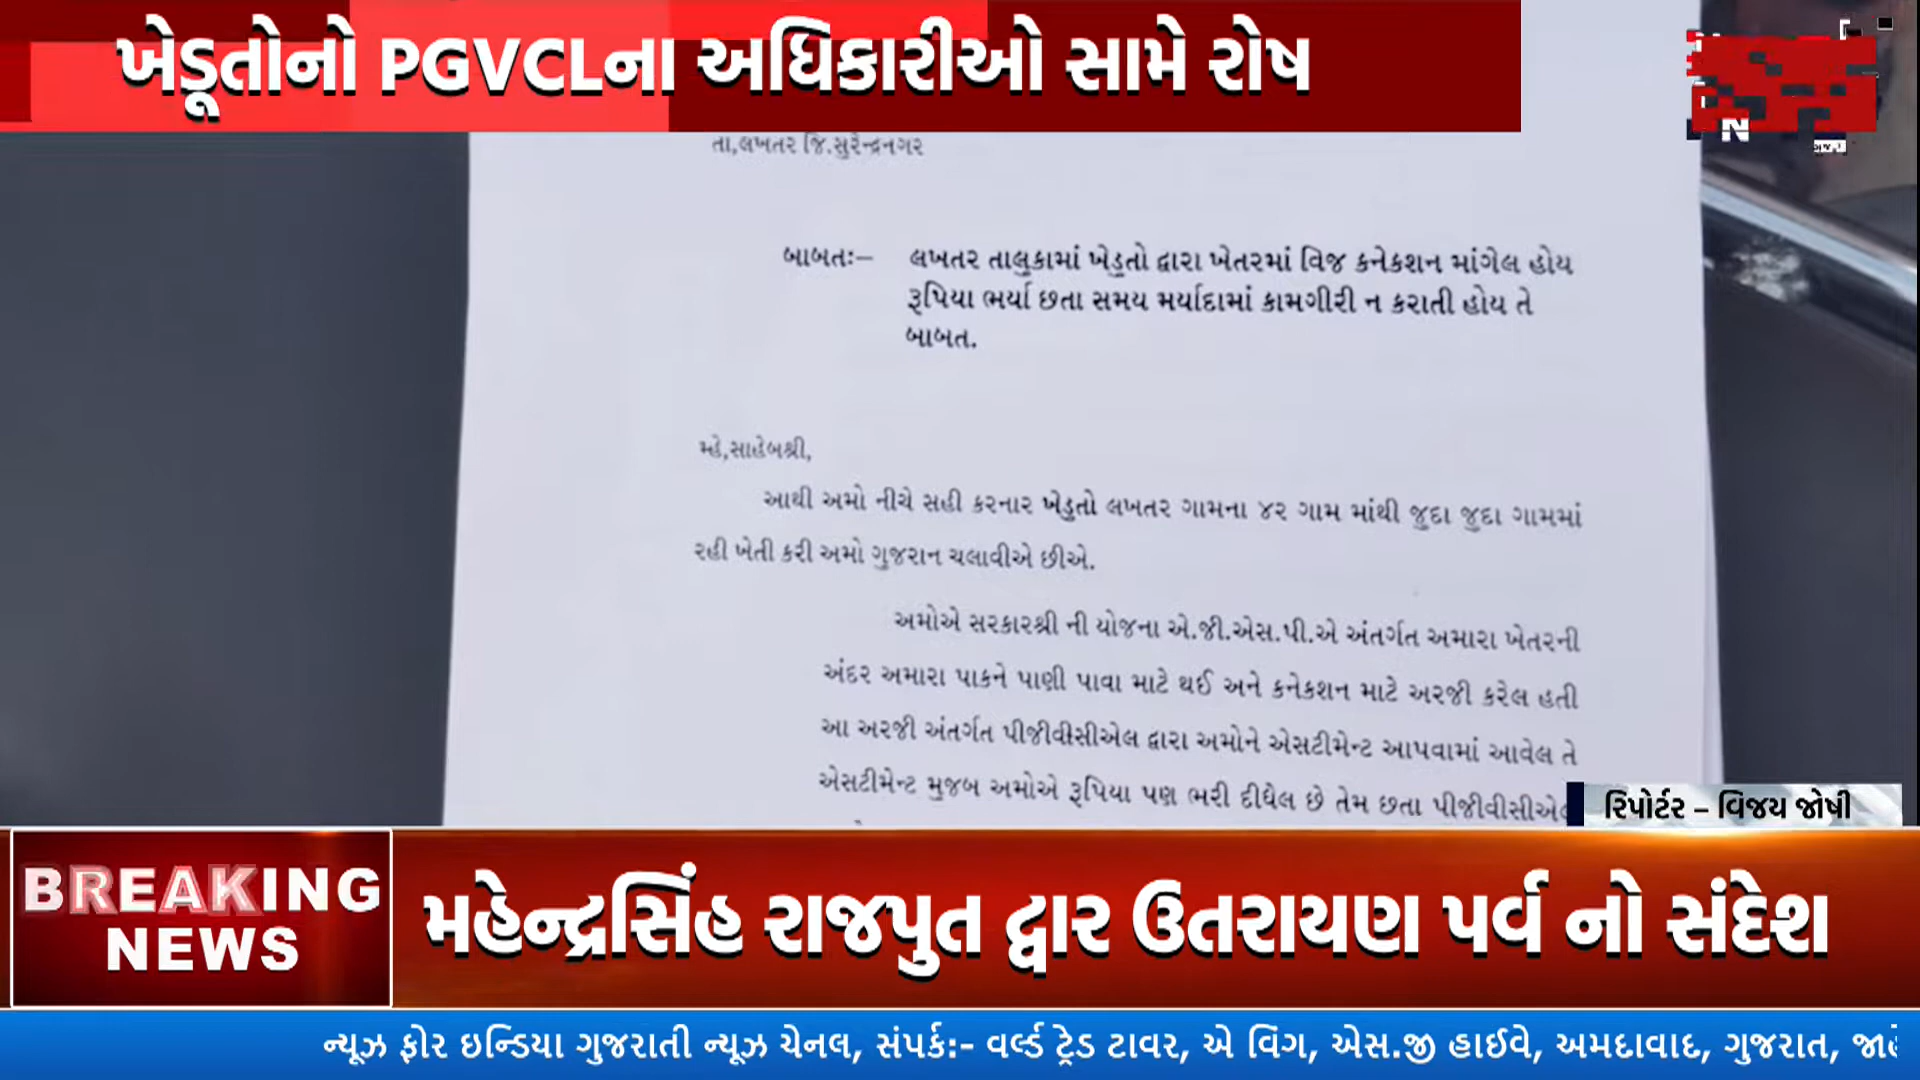 ખેડૂતોનો PGVCLના અધિકારીઓ સામે રોષ
N
તા,લખતર જિ.સુરેન્દ્રનગર
બાબતઃ– લખતર તાલુકામાં ખેડુતો દ્વારા ખેતરમાં વિજ કનેકશન માંગેલ હોય
રૂપિયા ભર્યા છતા સમય મર્યાદામાં કામગીરી ન કરાતી હોય તે
બાબત.
મ્હે,સાહેબશ્રી,
આથી અમો નીચે સહી કરનાર ખેડુતો લખતર ગામના ૪૨ ગામ માંથી જુદા જુદા ગામમાં
રહી ખેતી કરી અમો ગુજરાન ચલાવીએ છીએ.
અમોએ સરકારશ્રી ની યોજના એ.જી.એસ.પી.એ અંતર્ગત અમારા ખેતરની
અંદર અમારા પાકને પાણી પાવા માટે થઈ અને કનેકશન માટે અરજી કરેલ હતી
આ અરજી અંતર્ગત પીજીવીસીએલ દ્વારા અમોને એસટીમેન્ટ આપવામાં આવેલ તે
એસટીમેન્ટ મુજબ અમોએ રૂપિયા પણ ભરી દીધેલ છે તેમ છતા પીજીવીસીએલ
રિપોર્ટર – વિજય જોષી
BREAKING
NEWS
મહેન્દ્રસિંહ રાજપુત દ્વાર ઉતરાયણ પર્વ નો સંદેશ
ન્યૂઝ ફોર ઇન્ડિયા ગુજરાતી ન્યૂઝ ચેનલ, સંપર્ક:- વર્લ્ડ ટ્રેડ ટાવર, એ વિંગ, એસ.જી હાઈવે, અમદાવાદ, ગુજરાત,